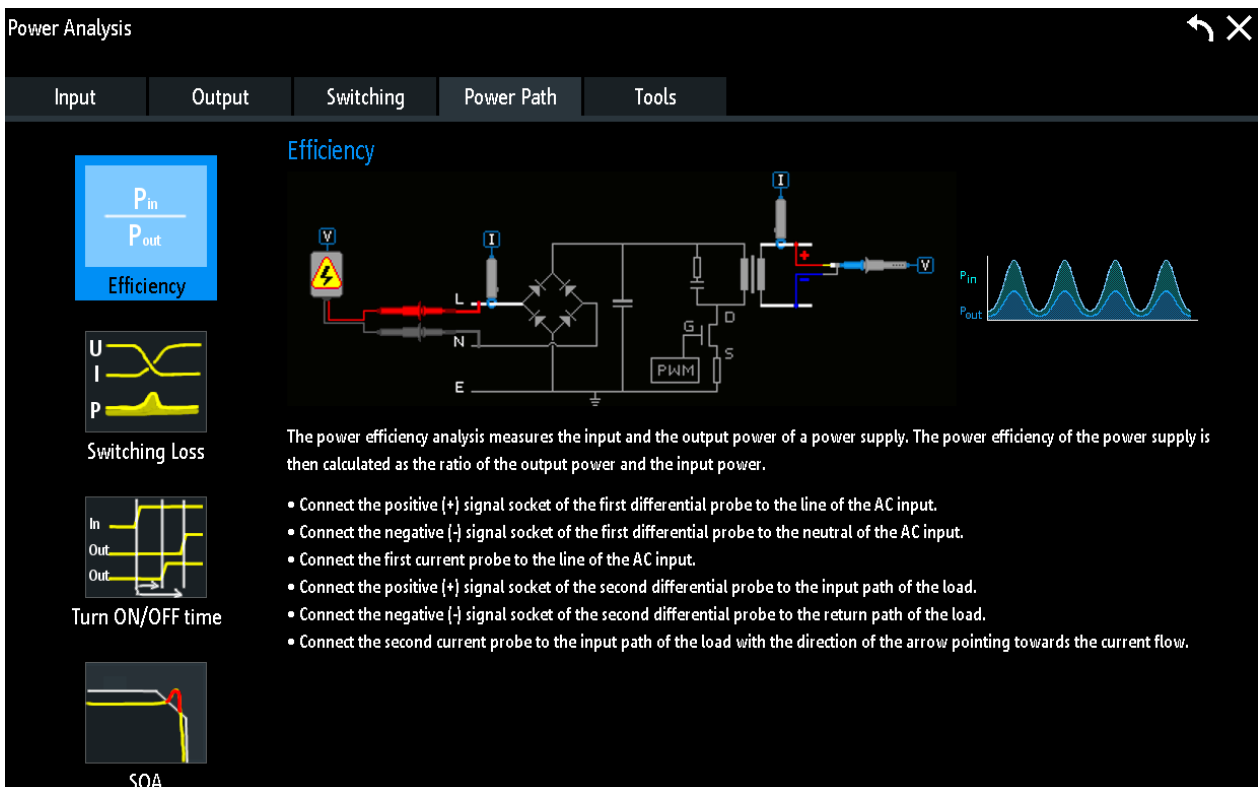 Power Analysis
Input
Output
Switching
Power Path
Tools
Pin
Pout
Efficiency
U
I
P
Switching Loss
In
Out
Out
Turn ON/OFF time
SOA
Efficiency
V
I
I
V
+
-
L
N
E
G
D
S
PWM
Pin
Pout
The power efficiency analysis measures the input and the output power of a power supply. The power efficiency of the power supply is
then calculated as the ratio of the output power and the input power.
• Connect the positive (+) signal socket of the first differential probe to the line of the AC input.
• Connect the negative (-) signal socket of the first differential probe to the neutral of the AC input.
• Connect the first current probe to the line of the AC input.
• Connect the positive (+) signal socket of the second differential probe to the input path of the load.
• Connect the negative (-) signal socket of the second differential probe to the return path of the load.
• Connect the second current probe to the input path of the load with the direction of the arrow pointing towards the current flow.